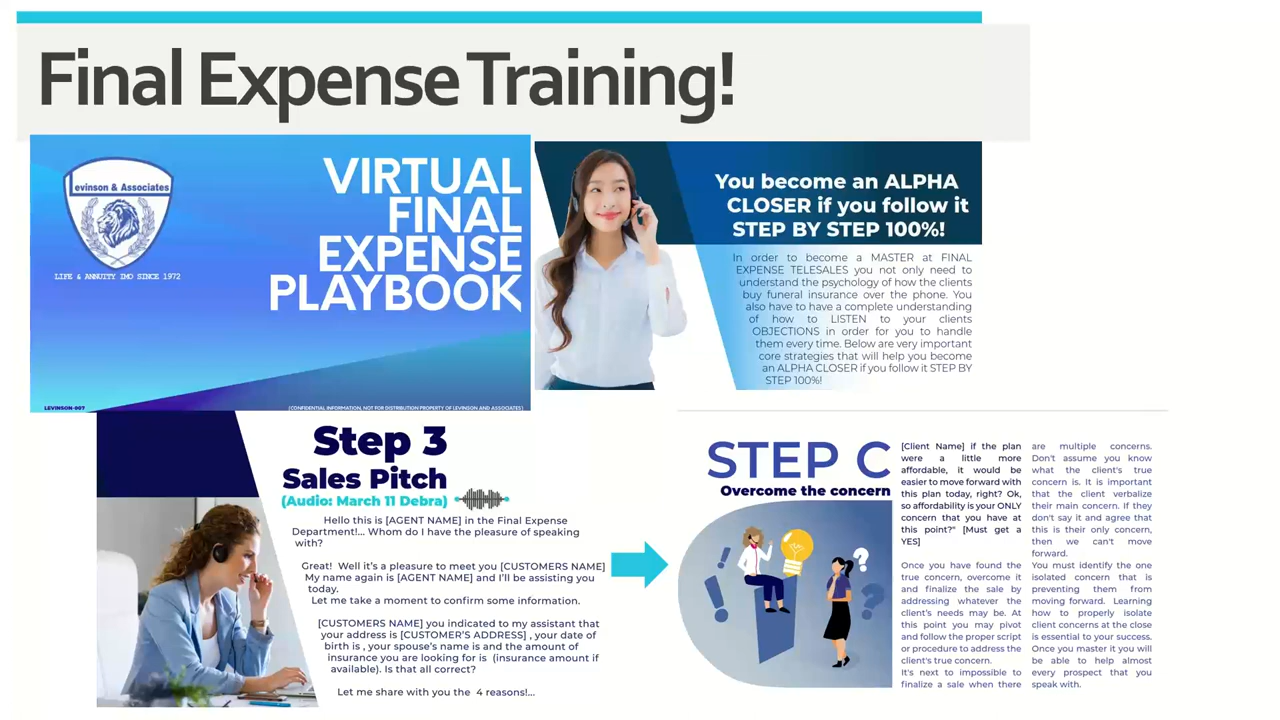 Final Expense Training!
Levinson & Associates
LIFE & ANNUITY IMO SINCE 1972
VIRTUAL
FINAL
EXPENSE
PLAYBOOK
LEVINSON-007
(CONFIDENTIAL INFORMATION, NOT FOR DISTRIBUTION PROPERTY OF LEVINSON AND ASSOCIATES)
You become an ALPHA
CLOSER if you follow it
STEP BY STEP 100%!
In order to become a MASTER at FINAL
EXPENSE TELESALES you not only need to
understand the psychology of how the clients
buy funeral insurance over the phone. You
also have to have a complete understanding
of how to LISTEN to your clients
OBJECTIONS in order for you to handle
them every time. Below are very important
core strategies that will help you become
an ALPHA CLOSER if you follow it STEP BY
STEP 100%!
Step 3
Sales Pitch
(Audio: March 11 Debra)
Hello this is [AGENT NAME] in the Final Expense
Department!... Whom do I have the pleasure of speaking
with?
Great! Well it's a pleasure to meet you [CUSTOMERS NAME]
My name again is [AGENT NAME] and I'll be assisting you
today.
Let me take a moment to confirm some information.
[CUSTOMERS NAME] you indicated to my assistant that
your address is [CUSTOMER'S ADDRESS] , your date of
birth is , your spouse's name is and the amount of
insurance you are looking for is (insurance amount if
available). Is that all correct?
Let me share with you the 4 reasons!...
STEP C
Overcome the concern
[Client Name] if the plan
were a little more
affordable, it would be
easier to move forward with
this plan today, right? Ok,
so affordability is your ONLY
concern that you have at
this point?" [Must get a
YES]
Once you have found the
true concern, overcome it
and finalize the sale by
addressing whatever the
client's needs may be. At
this point you may pivot
and follow the proper script
or procedure to address the
client's true concern.
It's next to impossible to
finalize a sale when there
are multiple concerns.
Don't assume you know
what the client's true
concern is. It is important
that the client verbalize
their main concern. If they
don't say it and agree that
this is their only concern,
then we can't move
forward.
You must identify the one
isolated concern that is
preventing them from
moving forward. Learning
how to properly isolate
client concerns at the close
is essential to your success.
Once you master it you will
be able to help almost
every prospect that you
speak with.